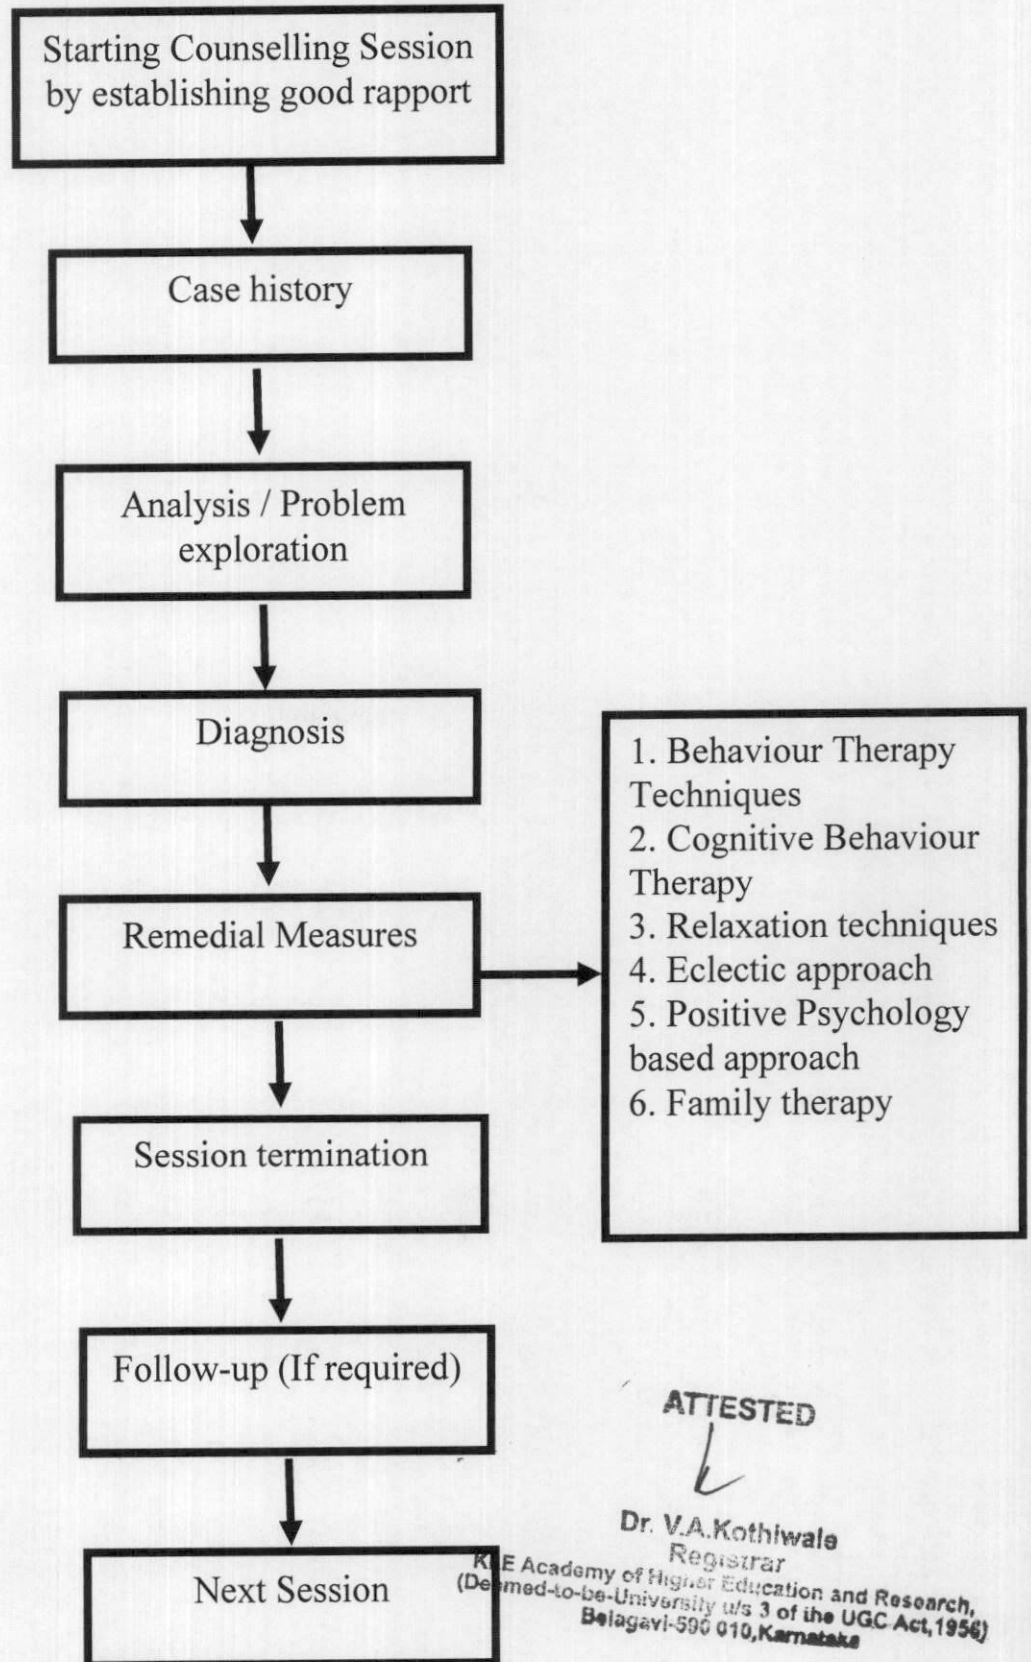 Starting Counselling Session
by establishing good rapport
Case history
Analysis / Problem
exploration
Diagnosis
Remedial Measures
1. Behaviour Therapy
Techniques
2. Cognitive Behaviour
Therapy
3. Relaxation techniques
4. Eclectic approach
5. Positive Psychology
based approach
6. Family therapy
Session termination
Follow-up (If required)
Next Session
ATTESTED
Dr. V.A.Kothiwale
Registrar
KLE Academy of Higher Education and Research,
(Deemed-to-be-University u/s 3 of the UGC Act,1956)
Belagavi-590 010,Karnataka